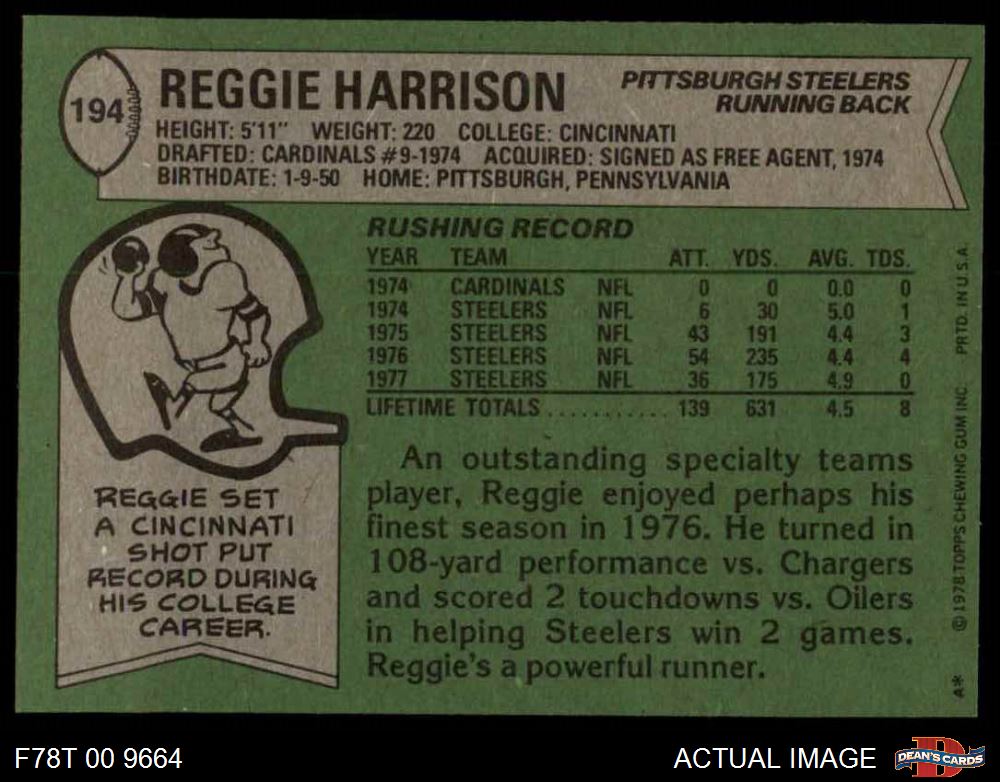 194
REGGIE HARRISON
PITTSBURGH STEELERS
RUNNING BACK
HEIGHT: 5'11" WEIGHT: 220 COLLEGE: CINCINNATI
DRAFTED: CARDINALS #9-1974 ACQUIRED: SIGNED AS FREE AGENT, 1974
BIRTHDATE: 1-9-50 HOME: PITTSBURGH, PENNSYLVANIA
RUSHING RECORD
YEAR TEAM ATT. YDS. AVG. TDS.
1974 CARDINALS NFL 0 0 0.0 0
1974 STEELERS NFL 6 30 5.0 1
1975 STEELERS NFL 43 191 4.4 3
1976 STEELERS NFL 54 235 4.4 4
1977 STEELERS NFL 36 175 4.9 0
LIFETIME TOTALS........... 139 631 4.5 8
REGGIE SET
A CINCINNATI
SHOT PUT
RECORD DURING
HIS COLLEGE
CAREER.
An outstanding specialty teams
player, Reggie enjoyed perhaps his
finest season in 1976. He turned in
108-yard performance vs. Chargers
and scored 2 touchdowns vs. Oilers
in helping Steelers win 2 games.
Reggie's a powerful runner.
A* © 1978 TOPPS CHEWING GUM INC. PRTD. IN U.S.A.
F78T 00 9664
ACTUAL IMAGE
D
DEAN'S CARDS